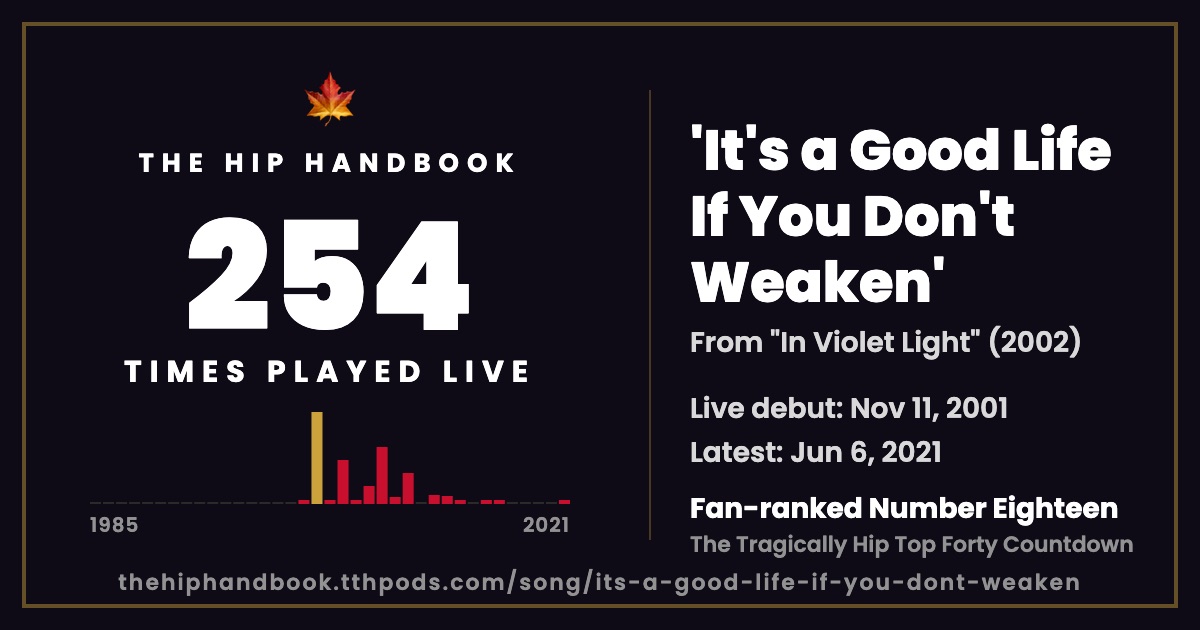 THE HIP HANDBOOK
254
TIMES PLAYED LIVE
1985
2021
'It's a Good Life
If You Don't
Weaken'
From "In Violet Light" (2002)
Live debut: Nov 11, 2001
Latest: Jun 6, 2021
Fan-ranked Number Eighteen
The Tragically Hip Top Forty Countdown
thehiphandbook.tthpods.com/song/its-a-good-life-if-you-dont-weaken